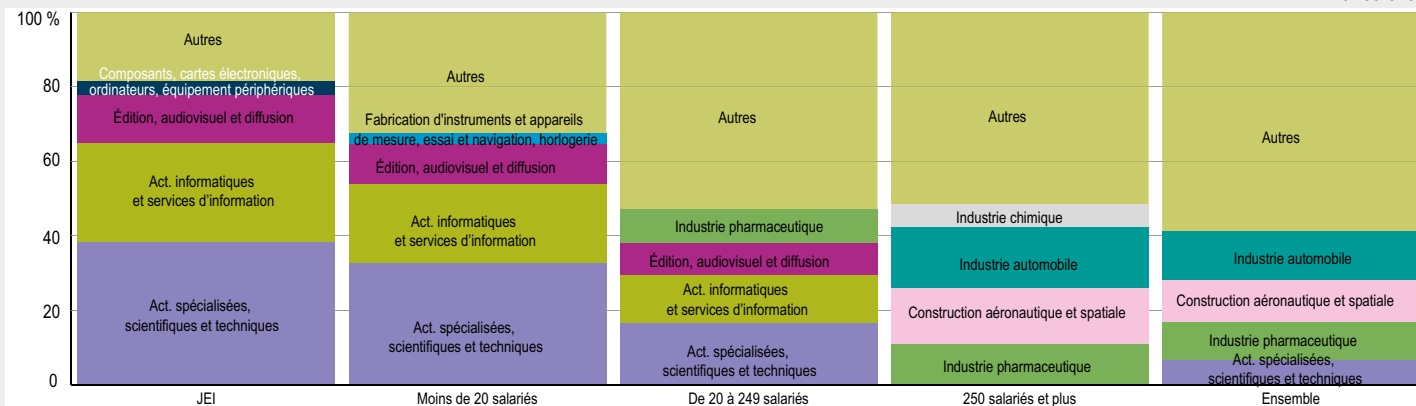 100 %
80
60
40
20
0
Autres
Composants, cartes électroniques,
ordinateurs, équipement périphériques
Édition, audiovisuel et diffusion
Act. informatiques
et services d’information
Act. spécialisées,
scientifiques et techniques
JEI
Autres
Fabrication d'instruments et appareils
de mesure, essai et navigation, horlogerie
Édition, audiovisuel et diffusion
Act. informatiques
et services d’information
Act. spécialisées,
scientifiques et techniques
Moins de 20 salariés
Autres
Industrie pharmaceutique
Édition, audiovisuel et diffusion
Act. informatiques
et services d’information
Act. spécialisées,
scientifiques et techniques
De 20 à 249 salariés
Autres
Industrie chimique
Industrie automobile
Construction aéronautique et spatiale
Industrie pharmaceutique
250 salariés et plus
Autres
Industrie automobile
Construction aéronautique et spatiale
Industrie pharmaceutique
Act. spécialisées,
scientifiques et techniques
Ensemble